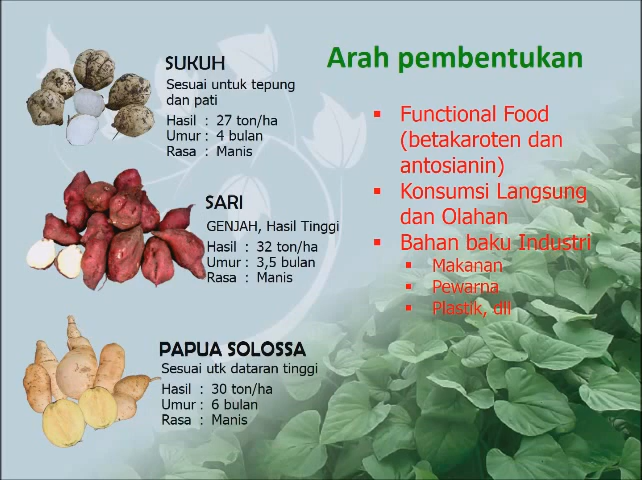 SUKUH
Sesuai untuk tepung
dan pati
Hasil : 27 ton/ha
Umur : 4 bulan
Rasa : Manis
SARI
GENJAH, Hasil Tinggi
Hasil : 32 ton/ha
Umur : 3,5 bulan
Rasa : Manis
PAPUA SOLOSSA
Sesuai utk dataran tinggi
Hasil : 30 ton/ha
Umur : 6 bulan
Rasa : Manis
Arah pembentukan
▪ Functional Food
(betakaroten dan
antosianin)
▪ Konsumsi Langsung
dan Olahan
▪ Bahan baku Industri
▪ Makanan
▪ Pewarna
▪ Plastik, dll